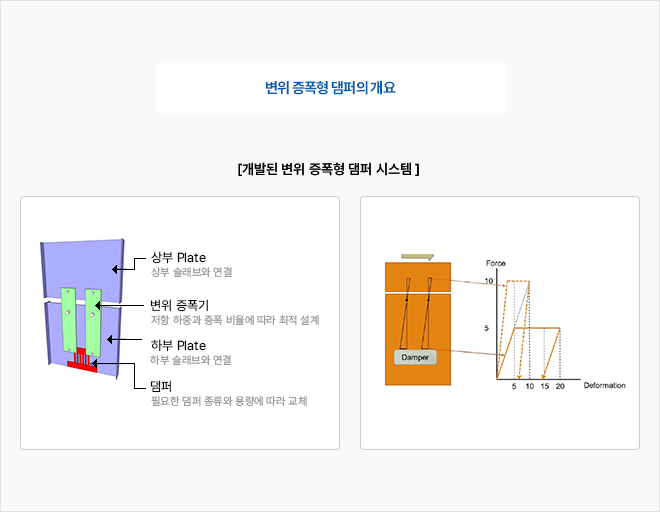 변위 증폭형 댐퍼의 개요
[개발된 변위 증폭형 댐퍼 시스템 ]
상부 Plate
상부 슬래브와 연결
변위 증폭기
저항 하중과 증폭 비율에 따라 최적 설계
하부 Plate
하부 슬래브와 연결
댐퍼
필요한 댐퍼 종류와 용량에 따라 교체
Force
10
5
Damper
5 10 15 20
Deformation